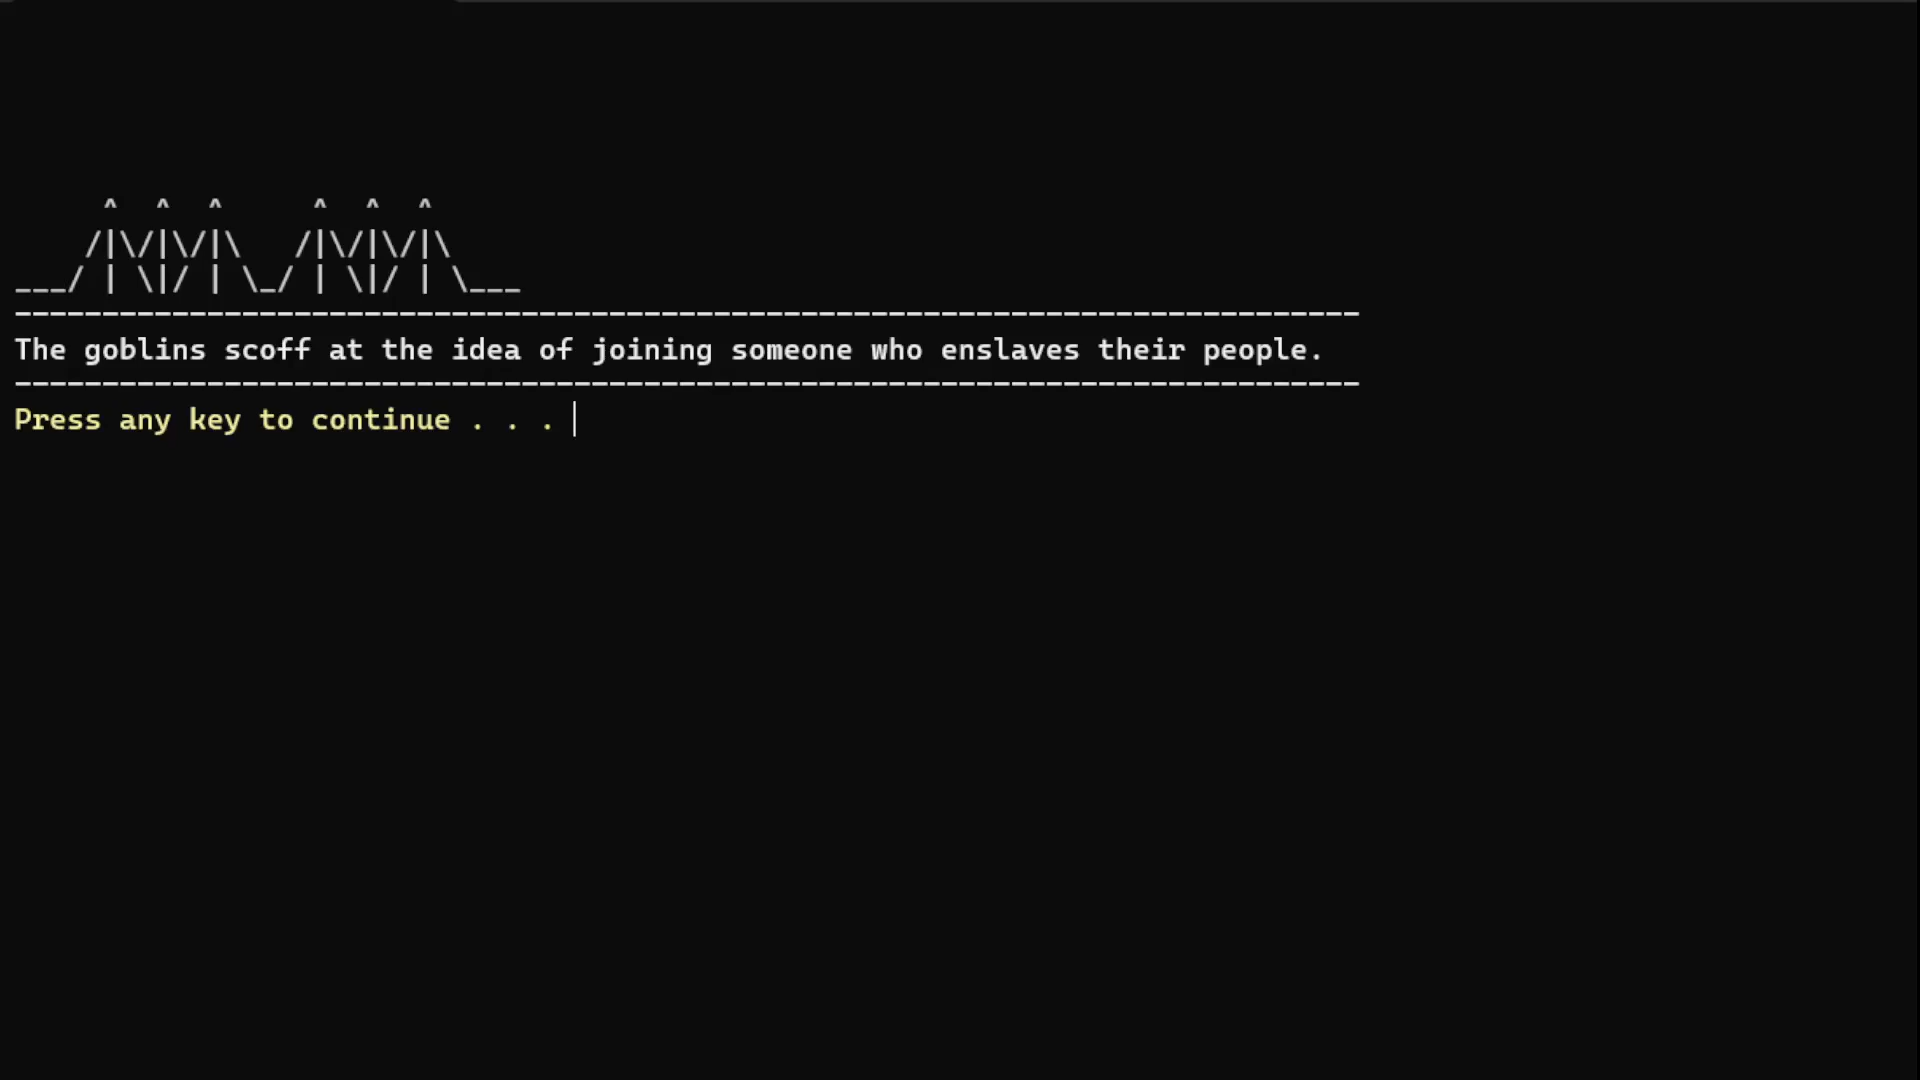 The goblins scoff at the idea of joining someone who enslaves their people.
Press any key to continue . . .